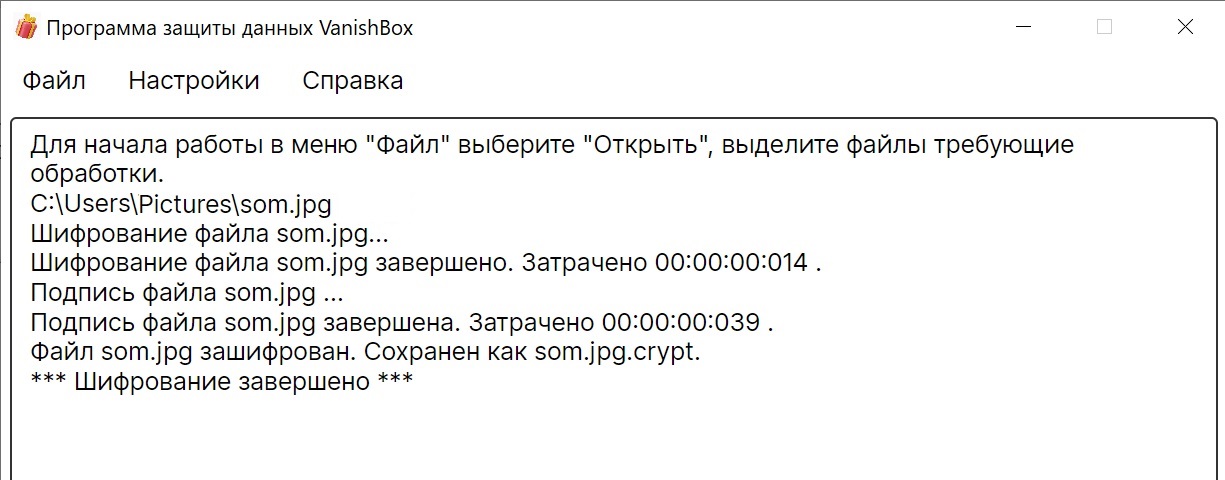 Программа защиты данных VanishBox
Файл Настройки Справка
Для начала работы в меню "Файл" выберите "Открыть", выделите файлы требующие
обработки.
C:\Users\Pictures\som.jpg
Шифрование файла som.jpg...
Шифрование файла som.jpg завершено. Затрачено 00:00:00:014 .
Подпись файла som.jpg ...
Подпись файла som.jpg завершена. Затрачено 00:00:00:039 .
Файл som.jpg зашифрован. Сохранен как som.jpg.crypt.
*** Шифрование завершено ***